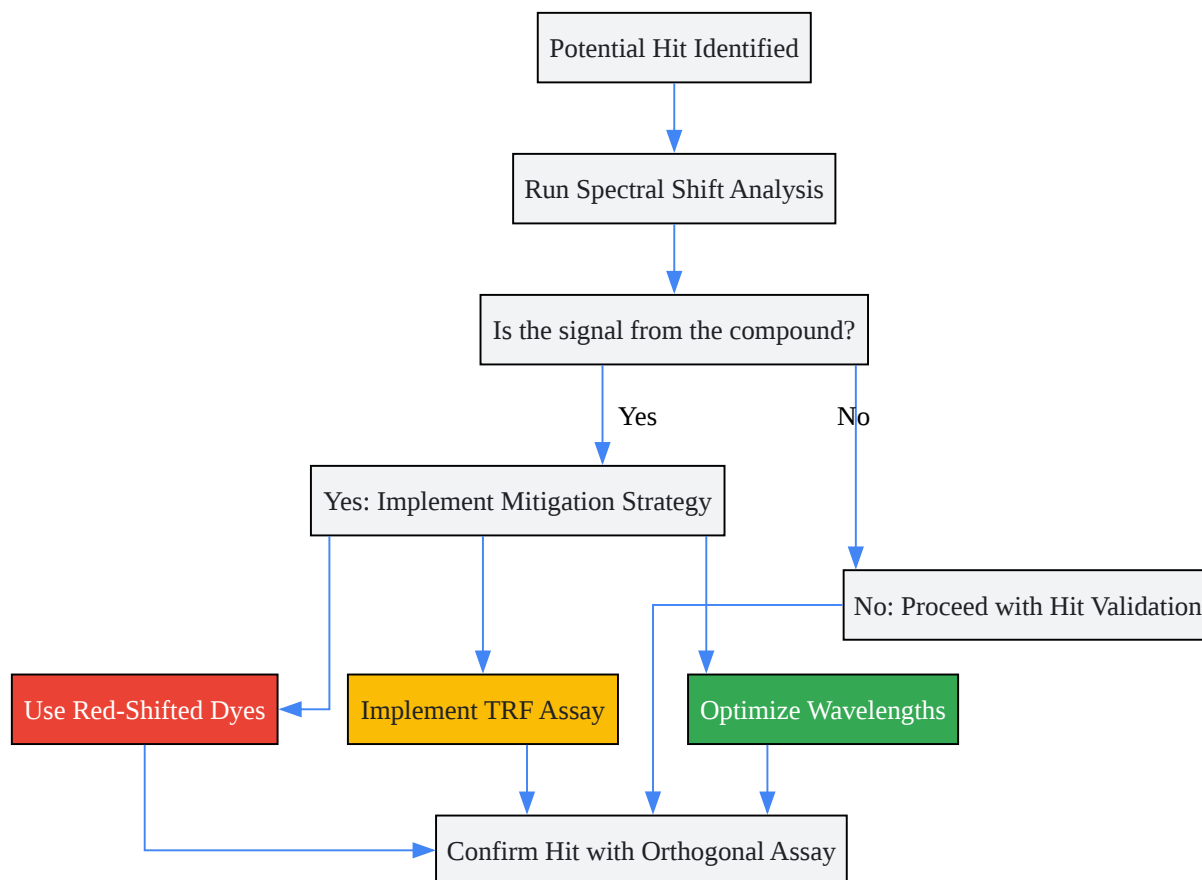 Potential Hit Identified
Run Spectral Shift Analysis
Is the signal from the compound?
Yes
No
Yes: Implement Mitigation Strategy
No: Proceed with Hit Validation
Use Red-Shifted Dyes
Implement TRF Assay
Optimize Wavelengths
Confirm Hit with Orthogonal Assay